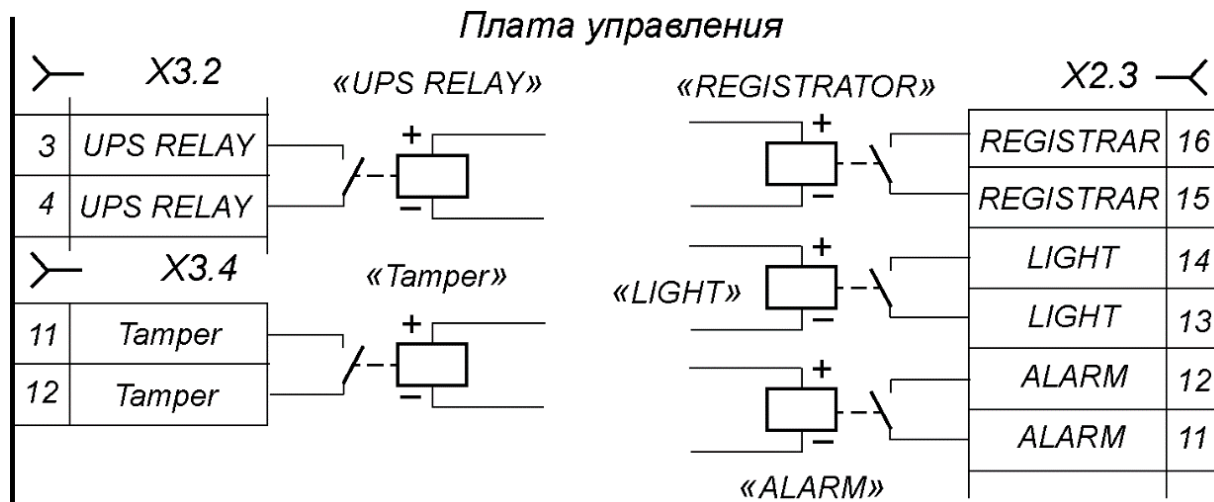 Плата управления
X3.2
«UPS RELAY»
3 UPS RELAY
4 UPS RELAY
+
−
X3.4
«Tamper»
11 Tamper
12 Tamper
+
−
«REGISTRATOR»
X2.3
+
−
REGISTRAR 16
REGISTRAR 15
«LIGHT»
+
−
LIGHT 14
LIGHT 13
+
−
ALARM 12
ALARM 11
«ALARM»